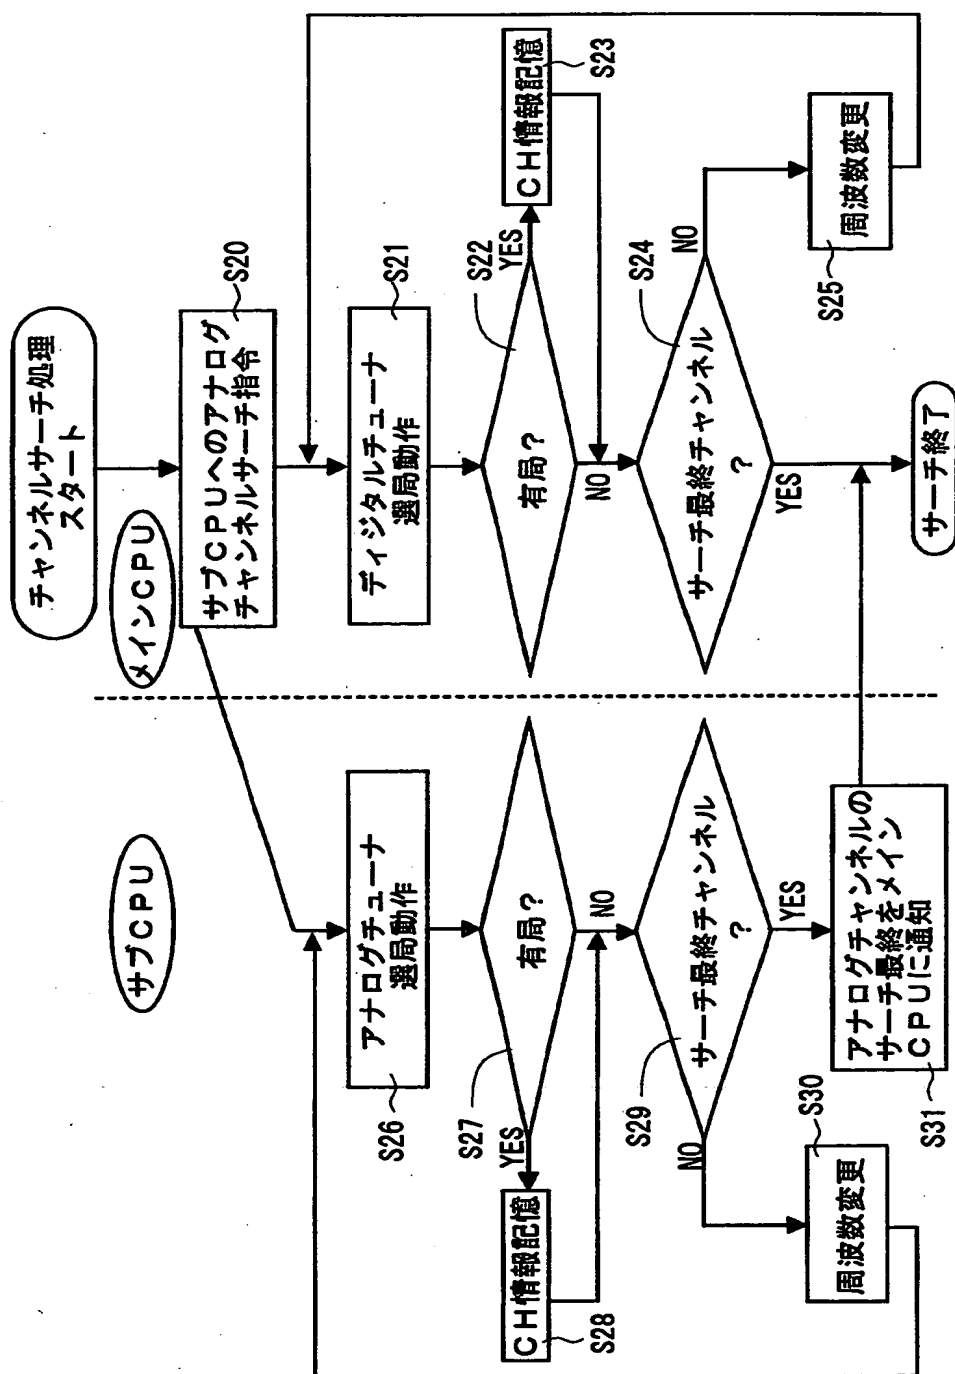 チャンネルサーチ処理
スタート
メインCPU
サブCPU
サブCPUへのアナログ
チャンネルサーチ指令
S20
ディジタルチューナ
選局動作
S21
有局？
S22
YES
NO
CH情報記憶
S23
サーチ最終チャンネル
？
S24
NO
YES
周波数変更
S25
サーチ終了
アナログチューナ
選局動作
S26
有局？
S27
YES
NO
CH情報記憶
S28
サーチ最終チャンネル
？
S29
NO
YES
周波数変更
S30
アナログチャンネルの
サーチ最終をメイン
CPUに通知
S31